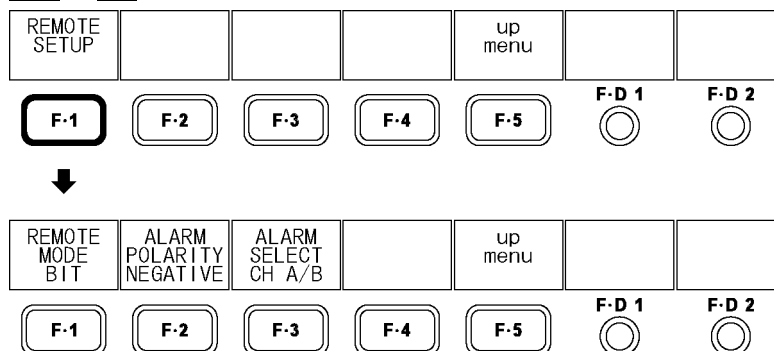 REMOTE
SETUP
up
menu
F·1
F·2
F·3
F·4
F·5
F·D 1
F·D 2
REMOTE
MODE
BIT
ALARM
POLARITY
NEGATIVE
ALARM
SELECT
CH A/B
up
menu
F·1
F·2
F·3
F·4
F·5
F·D 1
F·D 2